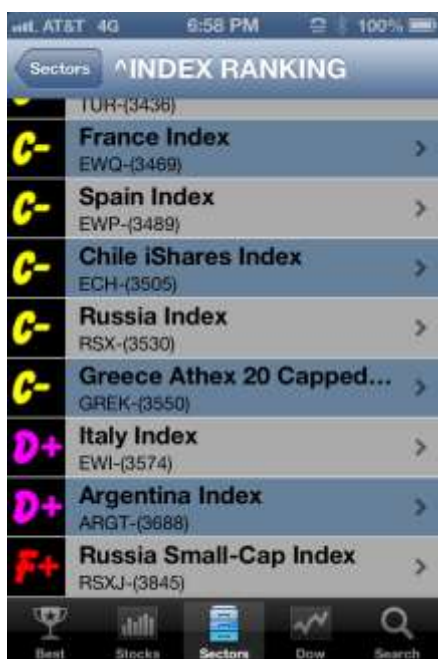 AT&T 4G 6:58 PM 100%
Sectors ^INDEX RANKING
TUR-(3436)
C- France Index
EWQ-(3469)
C- Spain Index
EWP-(3489)
C- Chile iShares Index
ECH-(3505)
C- Russia Index
RSX-(3530)
C- Greece Athex 20 Capped...
GREK-(3550)
D+ Italy Index
EWI-(3574)
D+ Argentina Index
ARGT-(3688)
F+ Russia Small-Cap Index
RSXJ-(3845)
Best Stocks Sectors Dow Search